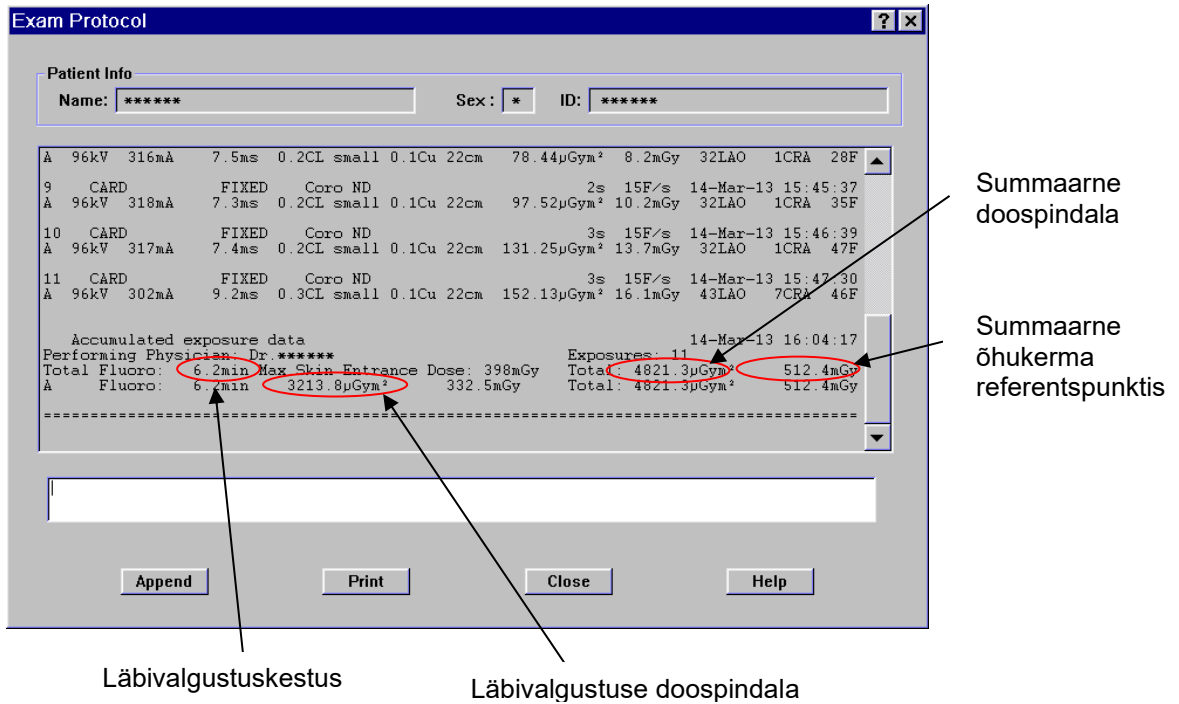 Exam Protocol
Patient Info
Name: ****** Sex: * ID: ******
A 96kV 316mA 7.5ms 0.2CL small 0.1Cu 22cm 78.44µGym² 8.2mGy 32LAO 1CRA 28F
9 CARD FIXED Coro ND 2s 15F/s 14-Mar-13 15:45:37
A 96kV 318mA 7.3ms 0.2CL small 0.1Cu 22cm 97.52µGym² 10.2mGy 32LAO 1CRA 35F
10 CARD FIXED Coro ND 3s 15F/s 14-Mar-13 15:46:39
A 96kV 317mA 7.4ms 0.2CL small 0.1Cu 22cm 131.25µGym² 13.7mGy 32LAO 1CRA 47F
11 CARD FIXED Coro ND 3s 15F/s 14-Mar-13 15:47:30
A 96kV 302mA 9.2ms 0.3CL small 0.1Cu 22cm 152.13µGym² 16.1mGy 43LAO 7CRA 46F
Accumulated exposure data 14-Mar-13 16:04:17
Performing Physician: Dr.****** Exposures: 11
Total Fluoro: 6.2min Max Skin Entrance Dose: 398mGy Total: 4821.3µGym² 512.4mGy
A Fluoro: 6.2min 3213.8µGym² 332.5mGy Total: 4821.3µGym² 512.4mGy
================================================================================
Append Print Close Help
Summaarne
doospindala
Summaarne
õhukerma
referentspunktis
Läbivalgustuskestus
Läbivalgustuse doospindala